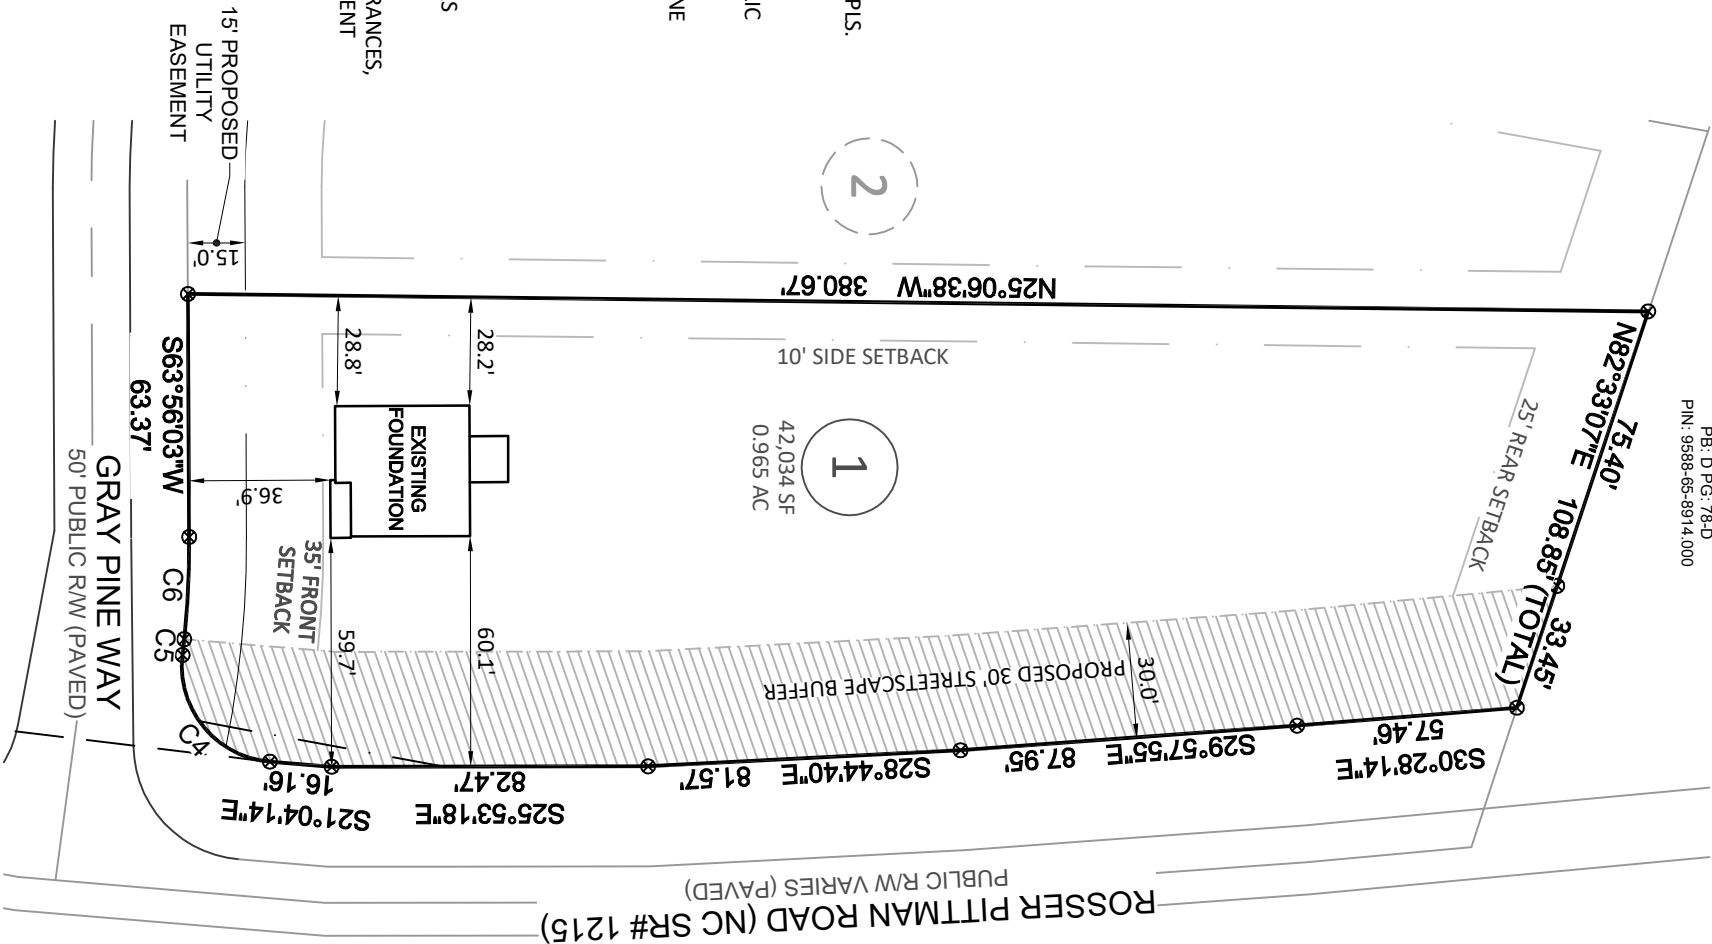 PLS.
IC
NE
S
RANCES,
ENT
15' PROPOSED
UTILITY
EASEMENT
15.0'
2
N25°06'38"W 380.67'
28.8'
28.2'
10' SIDE SETBACK
1
42,034 SF
0.965 AC
EXISTING
FOUNDATION
36.9'
35' FRONT
SETBACK
59.7'
60.1'
S63°56'03"W
63.37'
C6
C5
C4
GRAY PINE WAY
50' PUBLIC R/W (PAVED)
PB: D PG: 78-D
PIN: 9588-65-8914.000
75.40'
N82°33'07"E 108.85' (TOTAL)
33.45'
25' REAR SETBACK
PROPOSED 30' STREETSCAPE BUFFER
30.0'
S30°28'14"E
57.46'
S29°57'55"E 87.95'
S28°44'40"E 81.57'
S25°53'18"E
82.47'
S21°04'14"E
16.16'
PUBLIC R/W VARIES (PAVED)
ROSSER PITTMAN ROAD (NC SR# 1215)